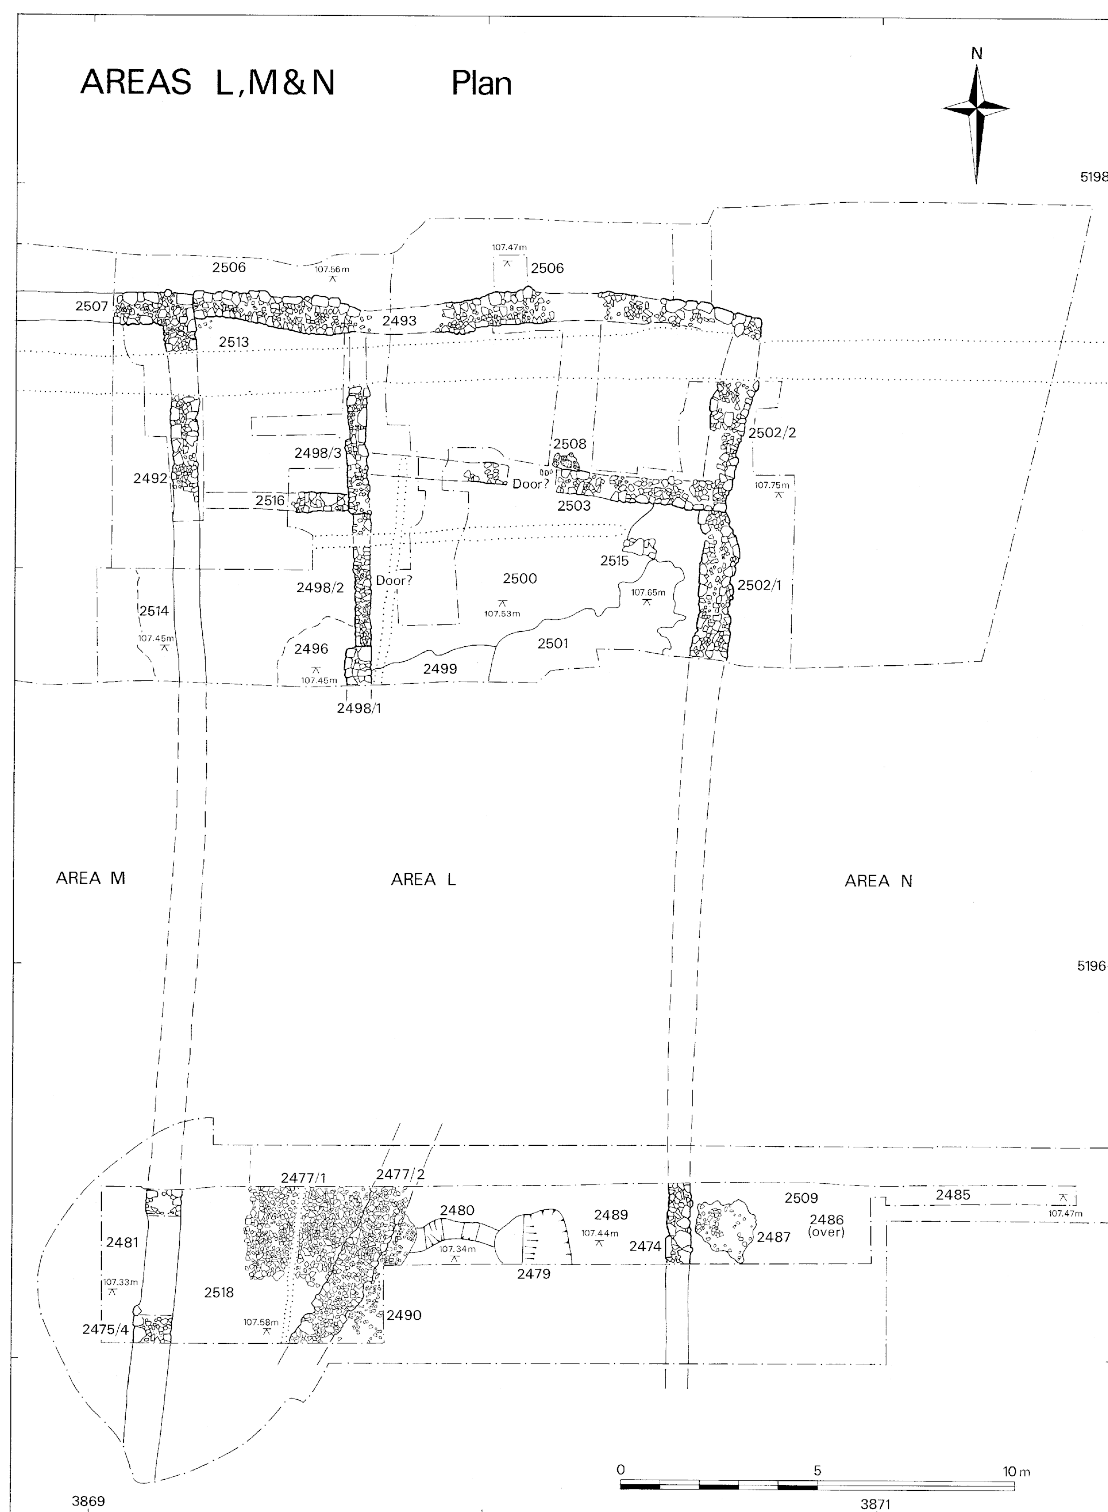 AREAS L,M&N Plan
N
5198
107.47m
2506 107.56m 2506
2507
2493
2513
2502/2
2508
2498/3
Door?
2492
107.75m
2516
2503
2515
2498/2 Door? 2500 2502/1
107.65m
2514 107.53m
107.45m 2496 2501
107.45m 2499
2498/1
AREA M AREA L AREA N
5196
2477/1 2477/2
2509 2485
2480 2489 2486
(over)
107.47m
2481 107.44m 2474 2487
107.34m
2479
107.33m
2518
107.58m 2490
2475/4
0 5 10m
3869 3871